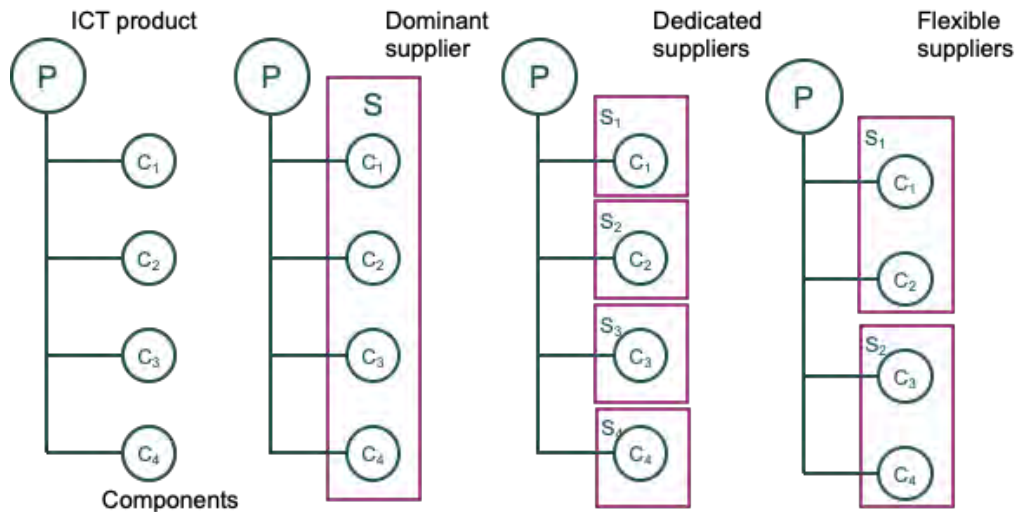 ICT product
P
C₁
C₂
C₃
C₄
Components
Dominant
supplier
P
S
C₁
C₂
C₃
C₄
Dedicated
suppliers
P
S₁
C₁
S₂
C₂
S₃
C₃
S₄
C₄
Flexible
suppliers
P
S₁
C₁
C₂
S₂
C₃
C₄